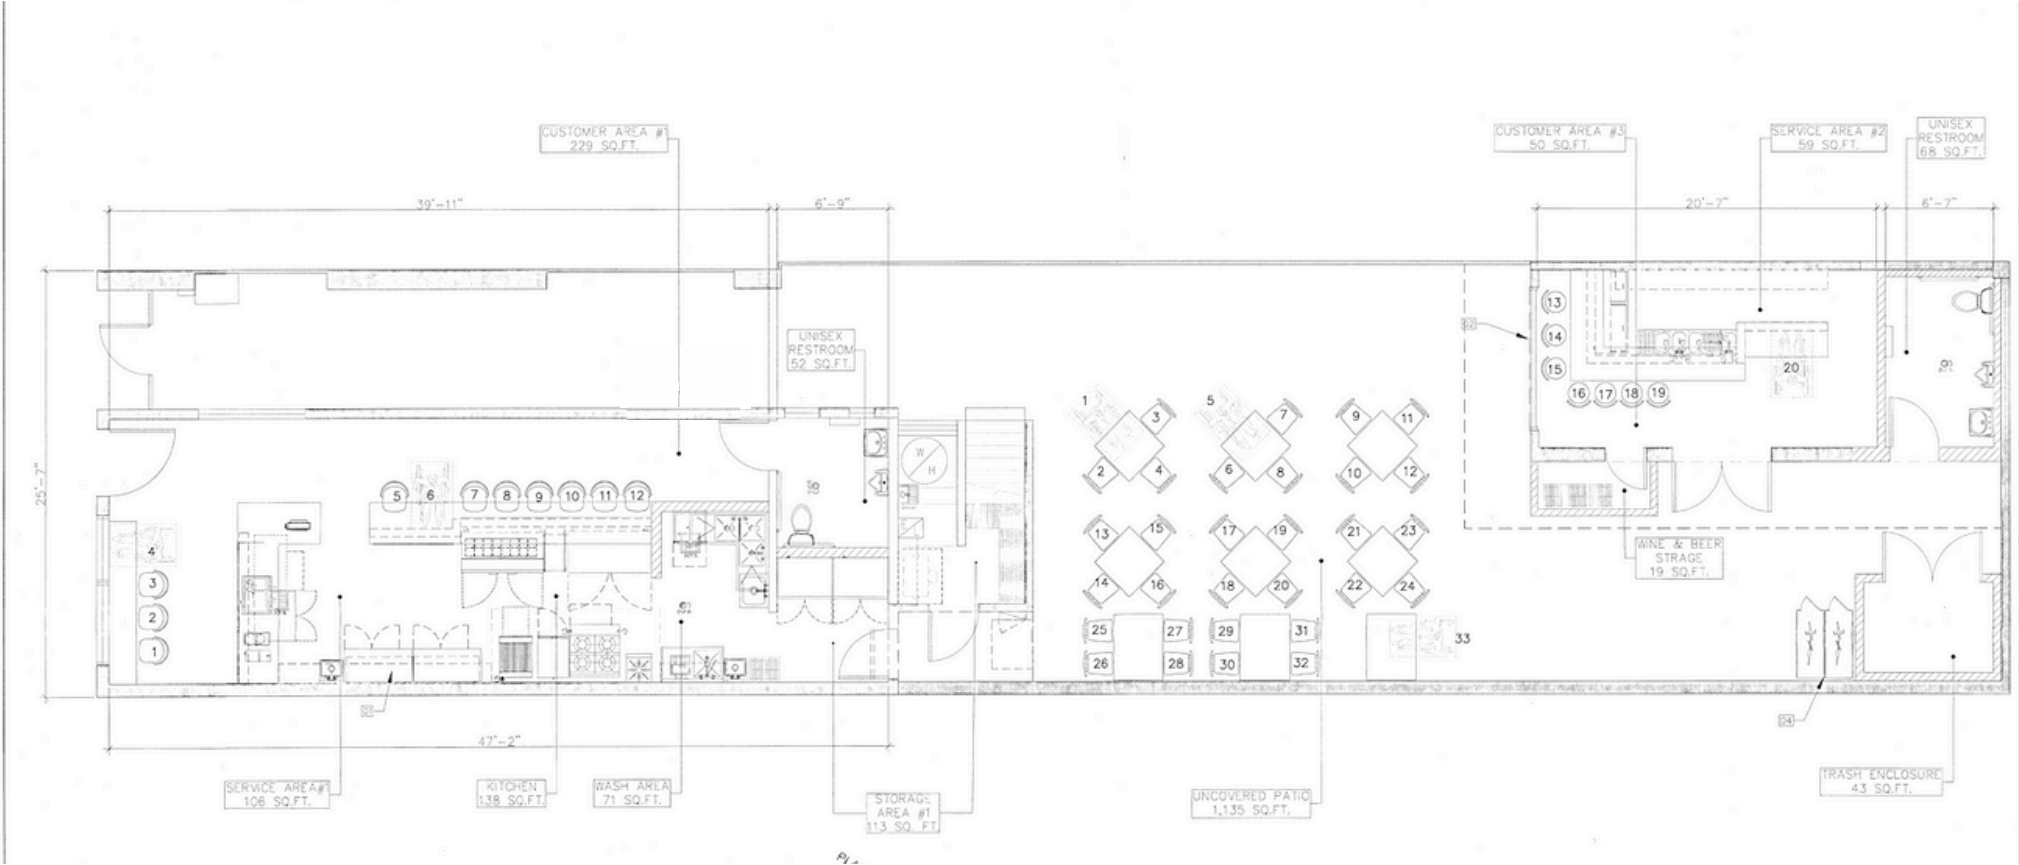 CUSTOMER AREA #1
229 SQ.FT.
CUSTOMER AREA #3
50 SQ.FT.
SERVICE AREA #2
59 SQ.FT.
UNISEX
RESTROOM
68 SQ.FT.
39'-11"
6'-9"
20'-7"
6'-7"
25'-7"
UNISEX
RESTROOM
52 SQ.FT.
13
14
15
16
17
18
19
20
1
3
2
4
5
7
6
8
9
11
10
12
W
H
5
6
7
8
9
10
11
12
4
3
2
1
13
15
14
16
17
19
18
20
21
23
22
24
25
27
26
28
29
31
30
32
33
WINE & BEER
STRAGE
19 SQ.FT.
04
47'-2"
SERVICE AREA#1
106 SQ.FT.
KITCHEN
138 SQ.FT.
WASH AREA
71 SQ.FT.
STORAGE
AREA #1
113 SQ. FT.
UNCOVERED PATIO
1,135 SQ.FT.
TRASH ENCLOSURE
43 SQ.FT.